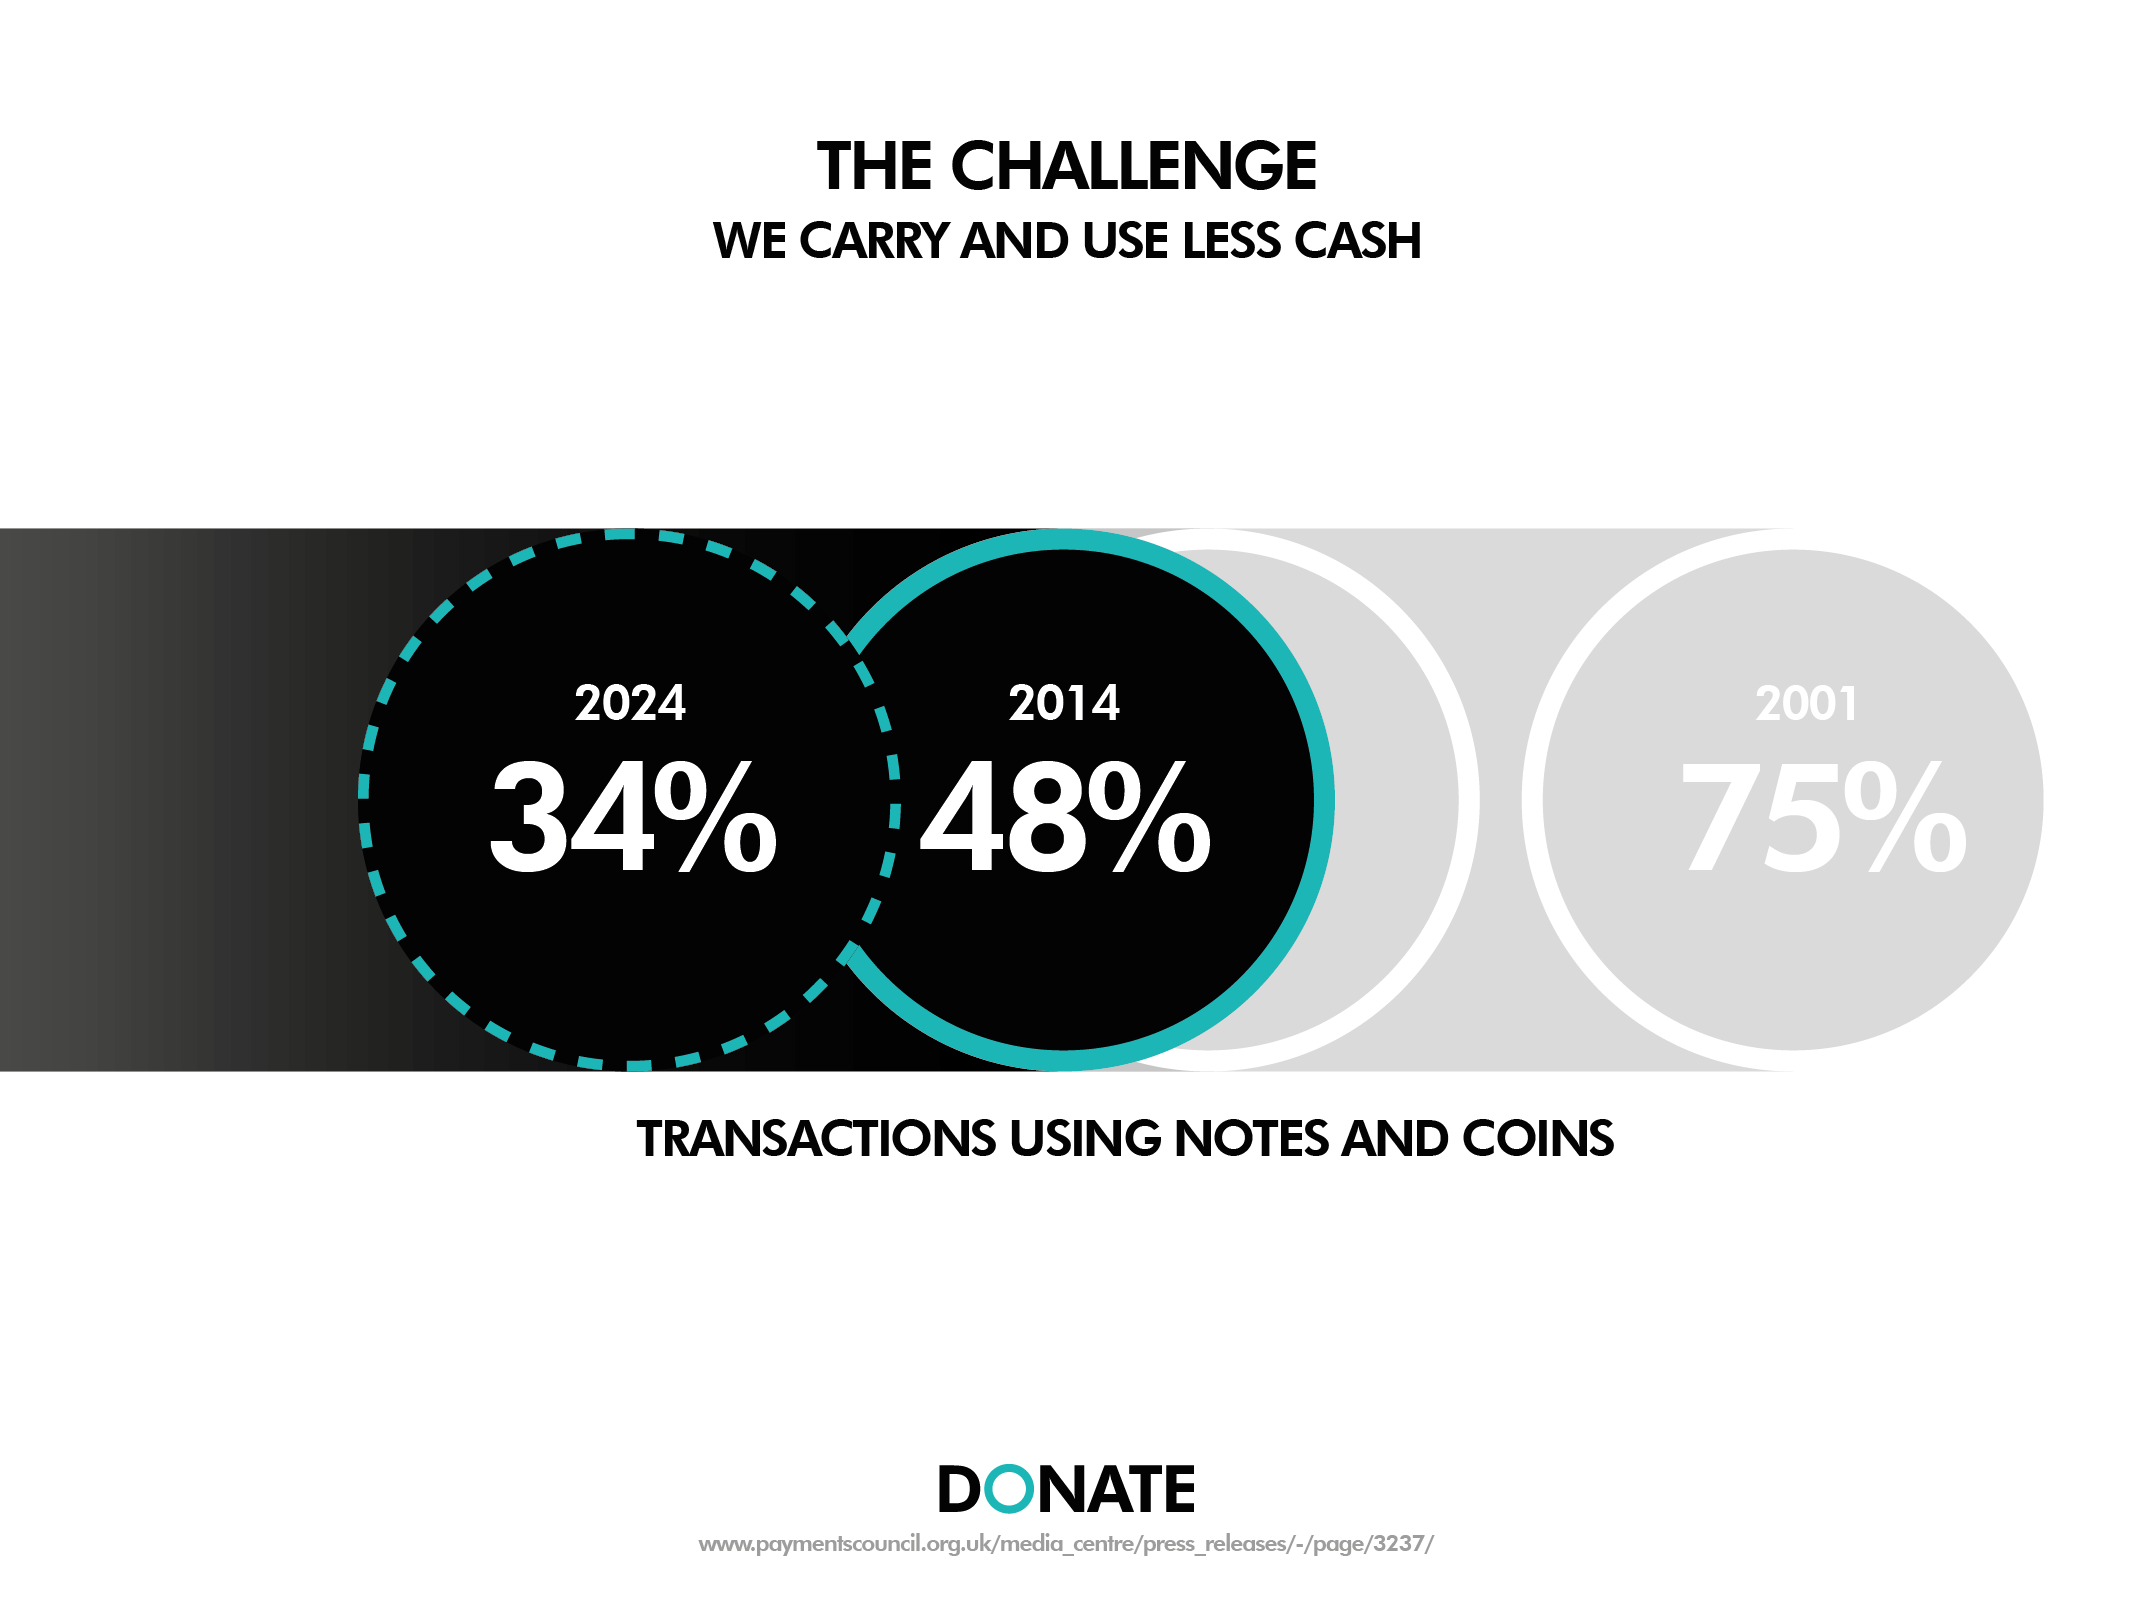 THE CHALLENGE
WE CARRY AND USE LESS CASH
2024
34%
2014
48%
2001
75%
TRANSACTIONS USING NOTES AND COINS
DONATE
www.paymentscouncil.org.uk/media_centre/press_releases/-/page/3237/